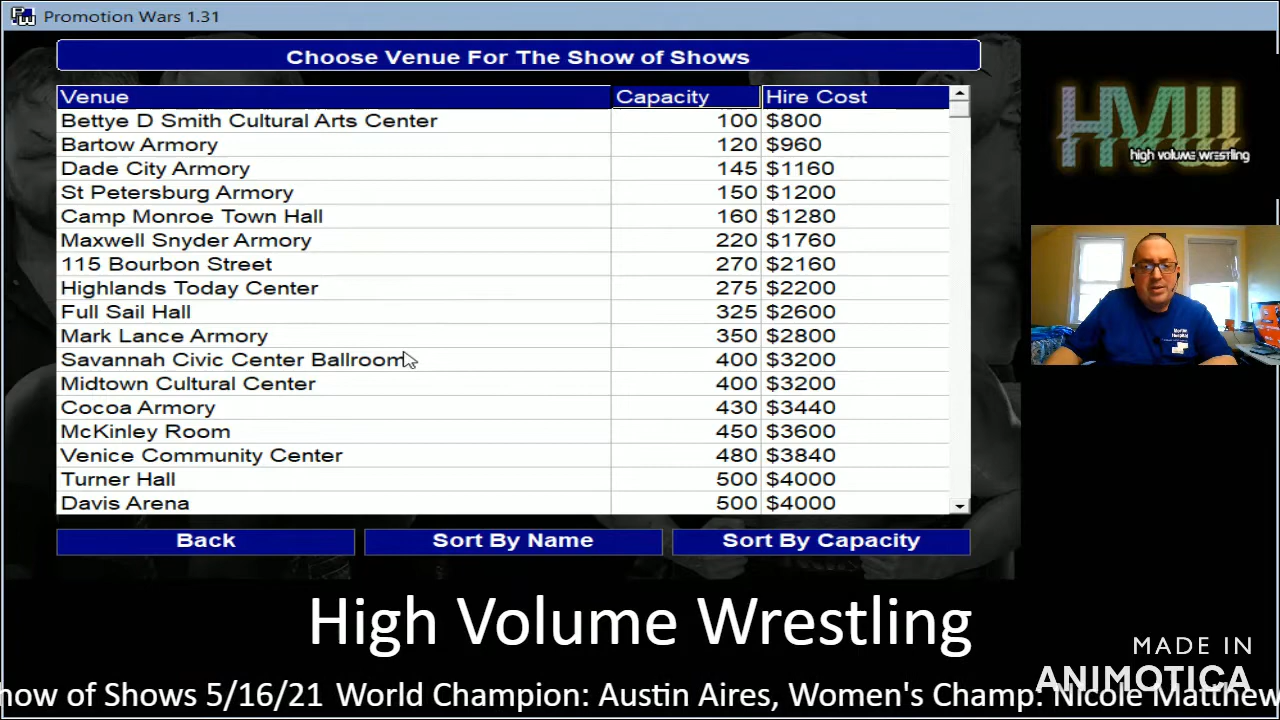 Promotion Wars 1.31
Choose Venue For The Show of Shows
Venue Capacity Hire Cost
Bettye D Smith Cultural Arts Center 100 $800
Bartow Armory 120 $960
Dade City Armory 145 $1160
St Petersburg Armory 150 $1200
Camp Monroe Town Hall 160 $1280
Maxwell Snyder Armory 220 $1760
115 Bourbon Street 270 $2160
Highlands Today Center 275 $2200
Full Sail Hall 325 $2600
Mark Lance Armory 350 $2800
Savannah Civic Center Ballroom 400 $3200
Midtown Cultural Center 400 $3200
Cocoa Armory 430 $3440
McKinley Room 450 $3600
Venice Community Center 480 $3840
Turner Hall 500 $4000
Davis Arena 500 $4000
Back Sort By Name Sort By Capacity
HVW
high volume wrestling
High Volume Wrestling
MADE IN
ANIMOTICA
how of Shows 5/16/21 World Champion: Austin Aires, Women's Champ: Nicole Matthew